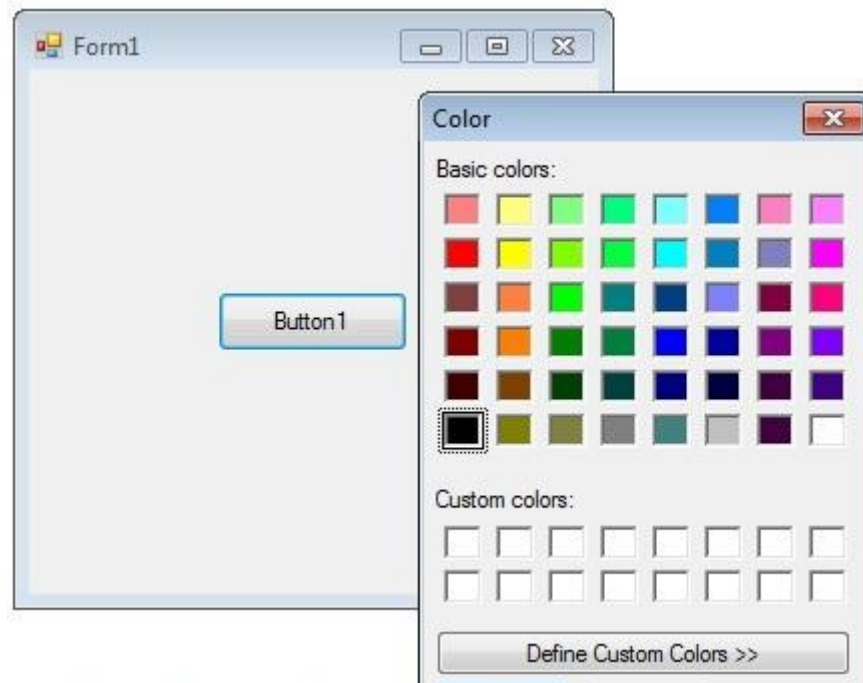 Form1
Color
Basic colors:
Button1
Custom colors:
Define Custom Colors >>